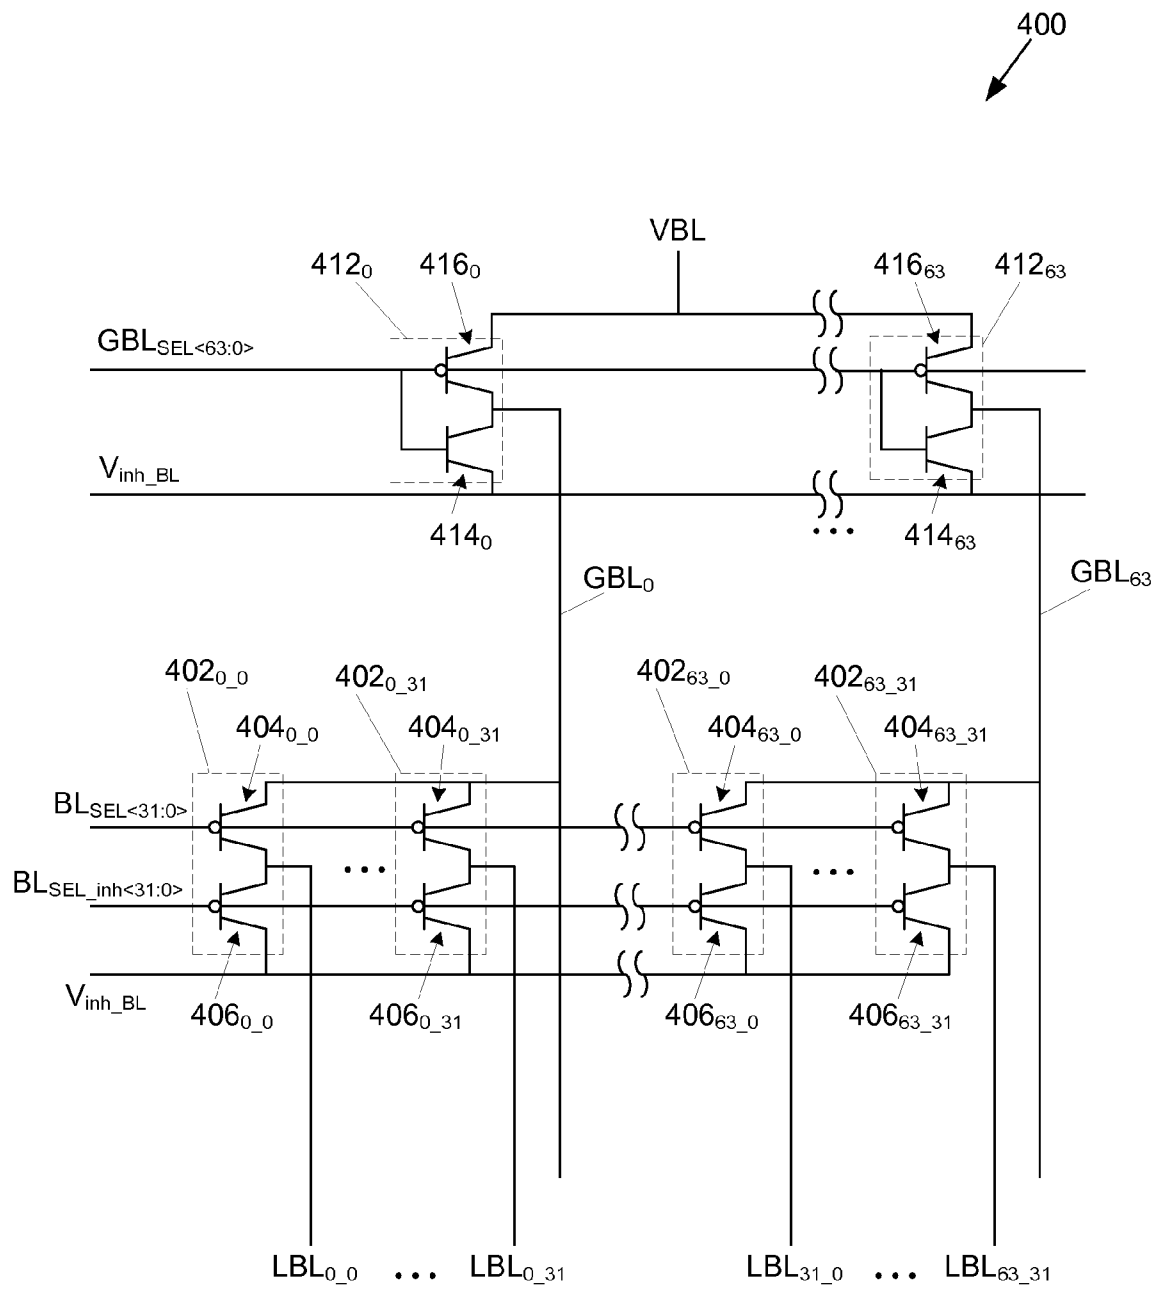 400
VBL
412₀ 416₀ 416₆₃ 412₆₃
GBL_SEL<63:0>
V_inh_BL
414₀ 414₆₃
GBL₀ GBL₆₃
402₀_₀ 402₀_₃₁ 402₆₃_₀ 402₆₃_₃₁
404₀_₀ 404₀_₃₁ 404₆₃_₀ 404₆₃_₃₁
BL_SEL<31:0>
BL_SEL_inh<31:0>
V_inh_BL
406₀_₀ 406₀_₃₁ 406₆₃_₀ 406₆₃_₃₁
LBL₀_₀ ••• LBL₀_₃₁ LBL₃₁_₀ ••• LBL₆₃_₃₁